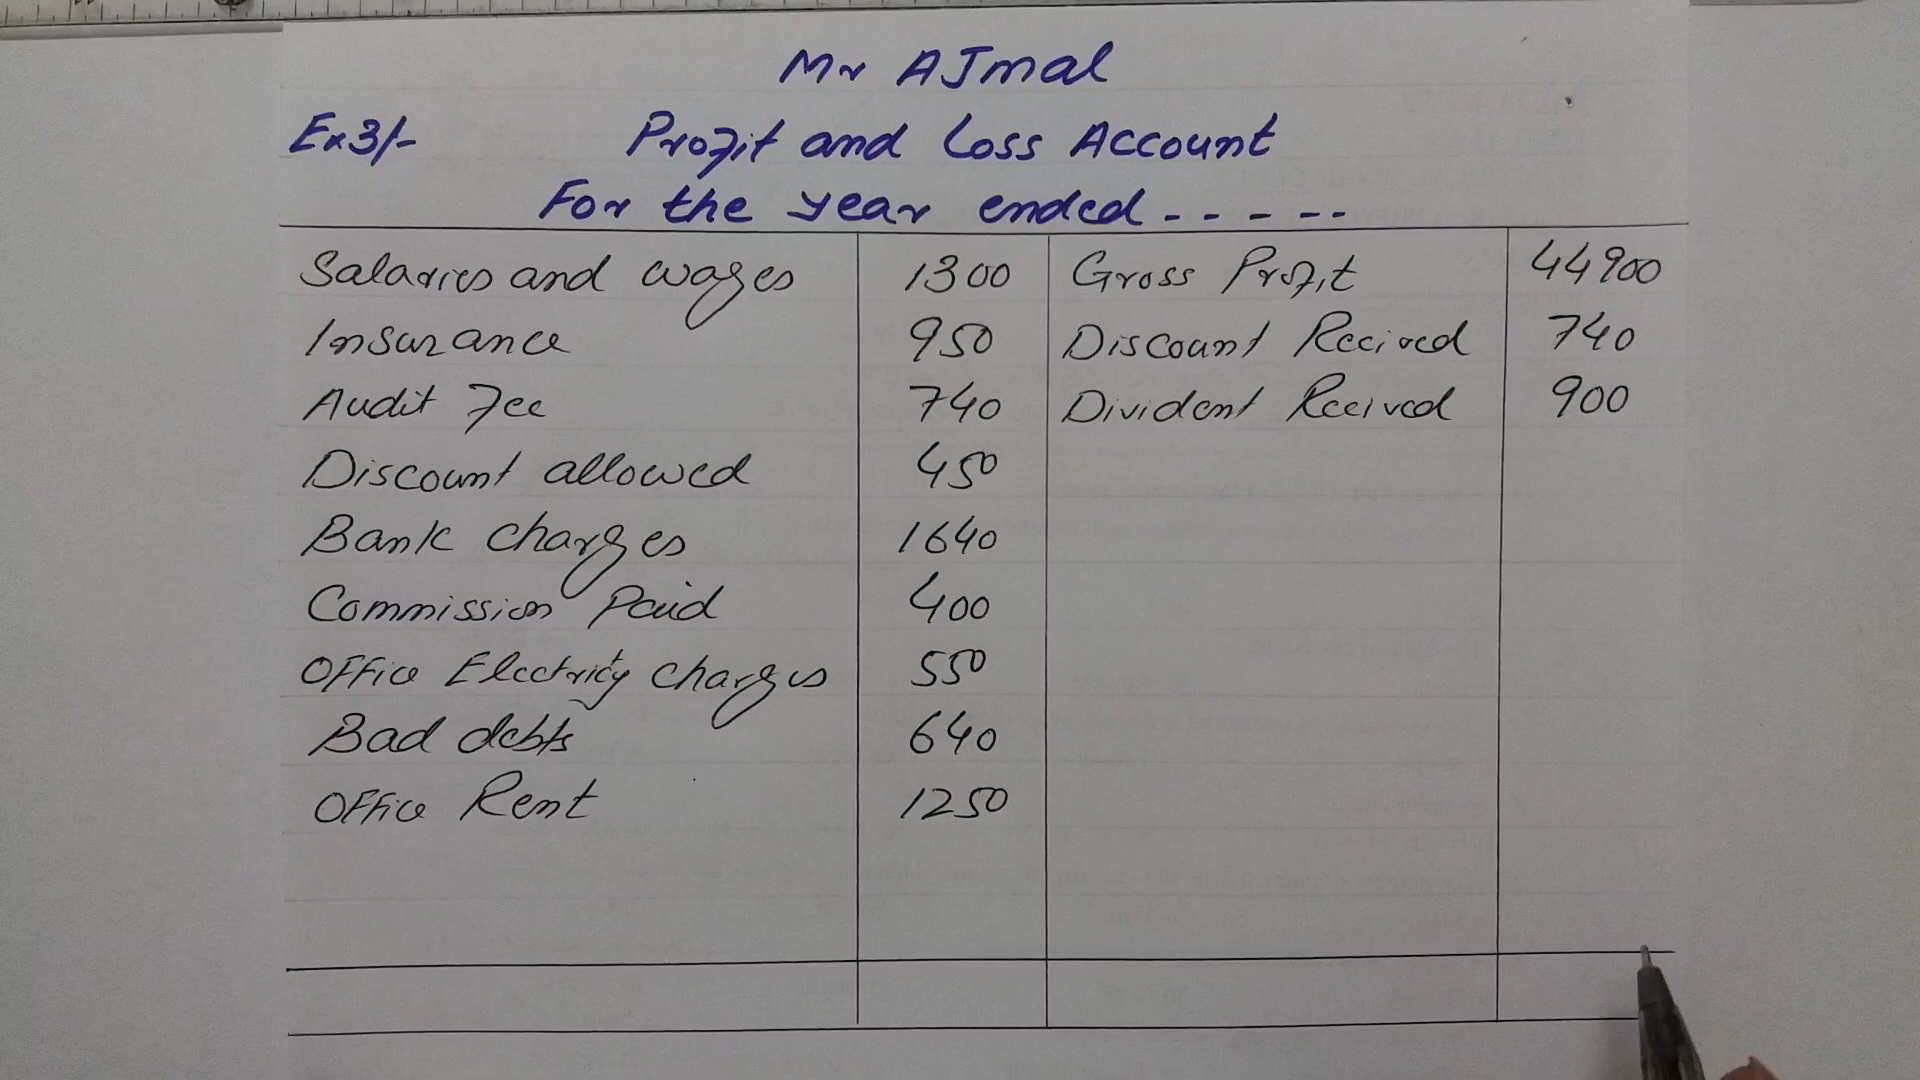 Mr AJmal
Ex3/- Profit and Loss Account
For the year ended-----
Salaries and wages 1300 Gross Profit 44900
Insurance 950 Discount Recived 740
Audit Fee 740 Divident Recived 900
Discount allowed 450
Bank charges 1640
Commission Paid 400
Office Electricity charges 550
Bad debts 640
Office Rent 1250